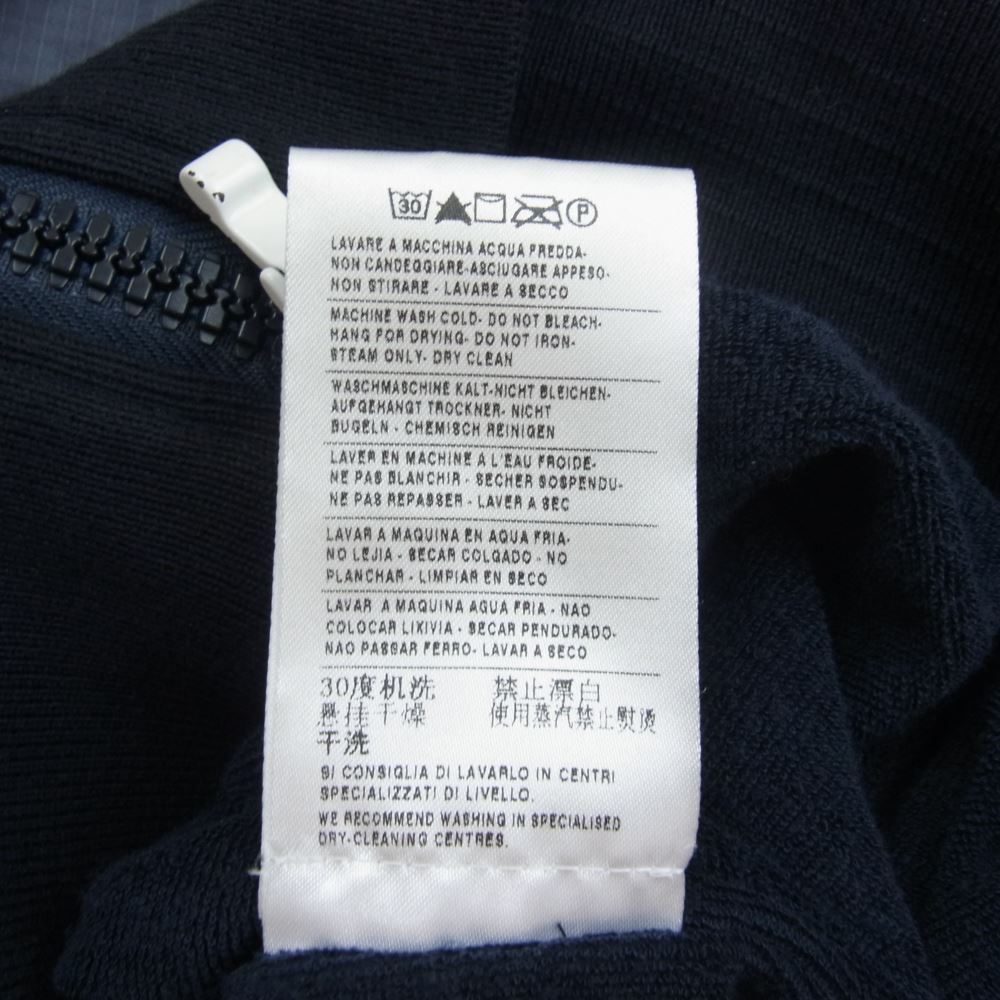 30 P
LAVARE A MACCHINA ACQUA FREDDA-
NON CANDEGGIARE-ASCIUGARE APPESO-
NON STIRARE - LAVARE A SECCO
MACHINE WASH COLD- DO NOT BLEACH-
HANG FOR DRYING- DO NOT IRON-
STEAM ONLY- DRY CLEAN
WASCHMASCHINE KALT-NICHT BLEICHEN-
AUFGEHANGT TROCKNER- NICHT
BUGELN - CHEMISCH REINIGEN
LAVER EN MACHINE A L'EAU FROIDE-
NE PAS BLANCHIR - SECHER SOSPENDU-
NE PAS REPASSER - LAVER A SEC
LAVAR A MAQUINA EN AQUA FRIA-
NO LEJIA - SECAR COLGADO - NO
PLANCHAR - LIMPIAR EN SECO
LAVAR A MAQUINA AGUA FRIA - NAO
COLOCAR LIXIVIA - SECAR PENDURADO-
NAO PASSAR FERRO- LAVAR A SECO
30度机洗 禁止漂白
悬挂干燥 使用蒸汽禁止熨烫
干洗
SI CONSIGLIA DI LAVARLO IN CENTRI
SPECIALIZZATI DI LIVELLO.
WE RECOMMEND WASHING IN SPECIALISED
DRY-CLEANING CENTRES.